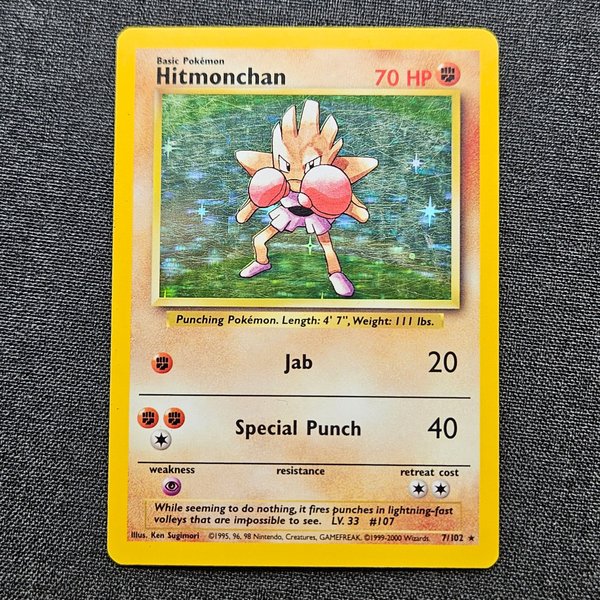 Basic Pokémon
Hitmonchan 70 HP
Punching Pokémon. Length: 4' 7", Weight: 111 lbs.
Jab 20
Special Punch 40
weakness resistance retreat cost
While seeming to do nothing, it fires punches in lightning-fast
volleys that are impossible to see. LV. 33 #107
Illus. Ken Sugimori ©1995, 96, 98 Nintendo, Creatures, GAMEFREAK. ©1999-2000 Wizards. 7/102 ★